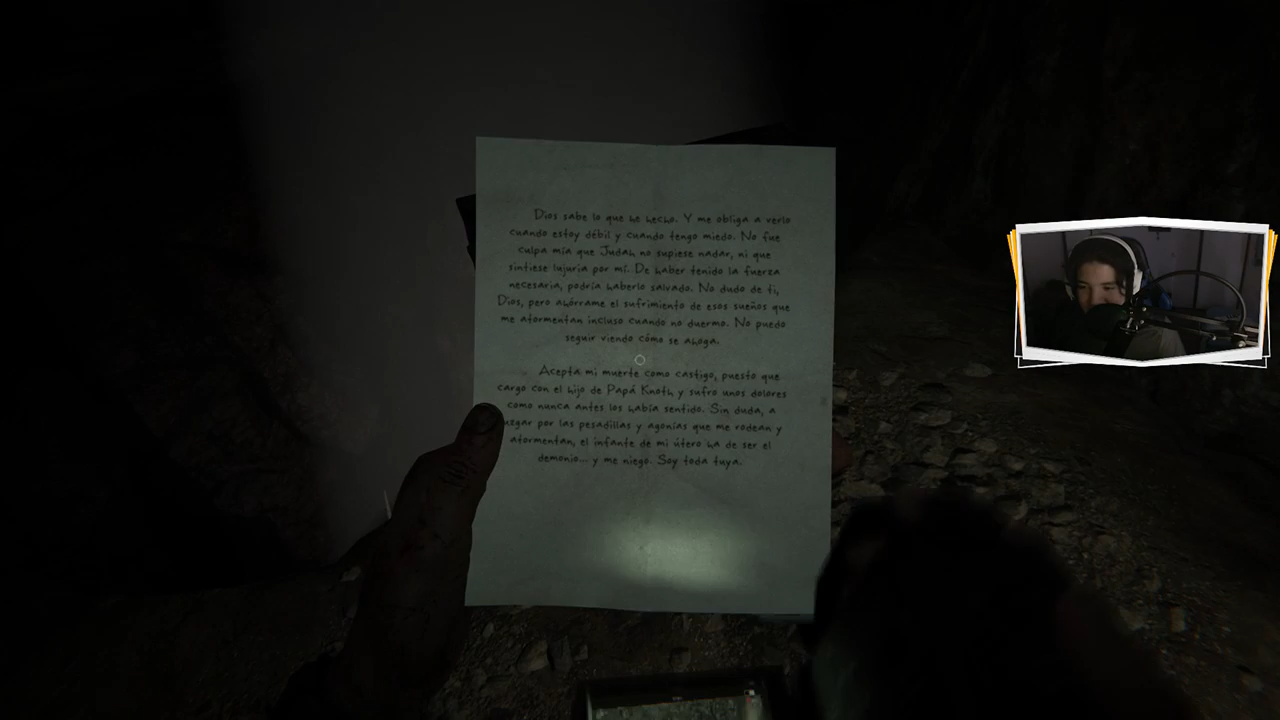 Dios sabe lo que he hecho. Y me obliga a verlo
cuando estoy débil y cuando tengo miedo. No fue
culpa mía que Judah no supiese nadar, ni que
sintiese lujuria por mí. De haber tenido la fuerza
necesaria, podría haberlo salvado. No dudo de ti,
Dios, pero ahórrame el sufrimiento de esos sueños que
me atormentan incluso cuando no duermo. No puedo
seguir viendo cómo se ahoga.
Acepta mi muerte como castigo, puesto que
cargo con el hijo de Papá Knoth y sufro unos dolores
como nunca antes los había sentido. Sin duda, a
uzgar por las pesadillas y agonías que me rodean y
atormentan, el infante de mi útero ha de ser el
demonio... y me niego. Soy toda tuya.